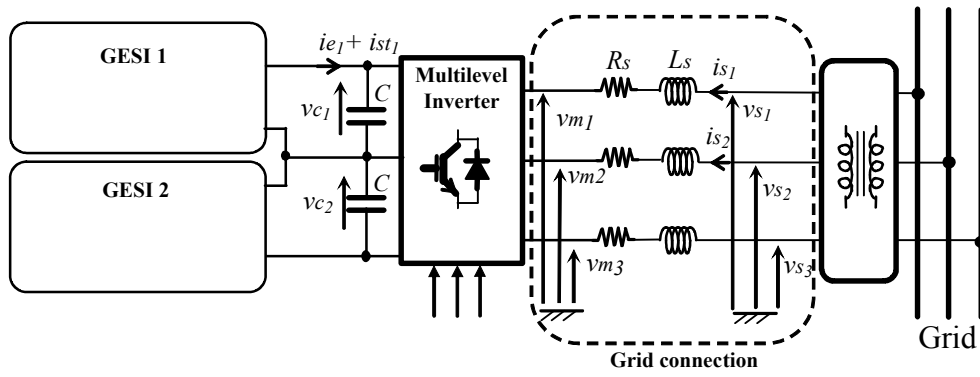 GESI 1
ie1 + ist1
vc1
C
GESI 2
vc2
C
Multilevel
Inverter
Rs
Ls
is1
vm1
vs1
is2
vm2
vs2
vm3
vs3
Grid connection
Grid